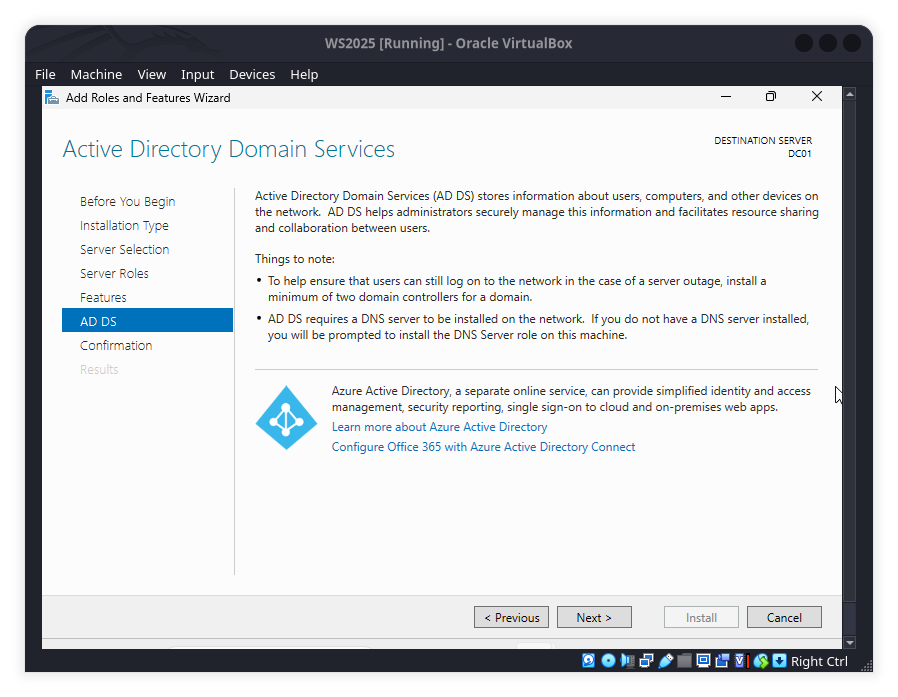 WS2025 [Running] - Oracle VirtualBox
File Machine View Input Devices Help
Add Roles and Features Wizard
Active Directory Domain Services
DESTINATION SERVER
DC01
Before You Begin
Installation Type
Server Selection
Server Roles
Features
AD DS
Confirmation
Results
Active Directory Domain Services (AD DS) stores information about users, computers, and other devices on
the network. AD DS helps administrators securely manage this information and facilitates resource sharing
and collaboration between users.
Things to note:
• To help ensure that users can still log on to the network in the case of a server outage, install a
minimum of two domain controllers for a domain.
• AD DS requires a DNS server to be installed on the network. If you do not have a DNS server installed,
you will be prompted to install the DNS Server role on this machine.
Azure Active Directory, a separate online service, can provide simplified identity and access
management, security reporting, single sign-on to cloud and on-premises web apps.
Learn more about Azure Active Directory
Configure Office 365 with Azure Active Directory Connect
< Previous Next > Install Cancel
Right Ctrl